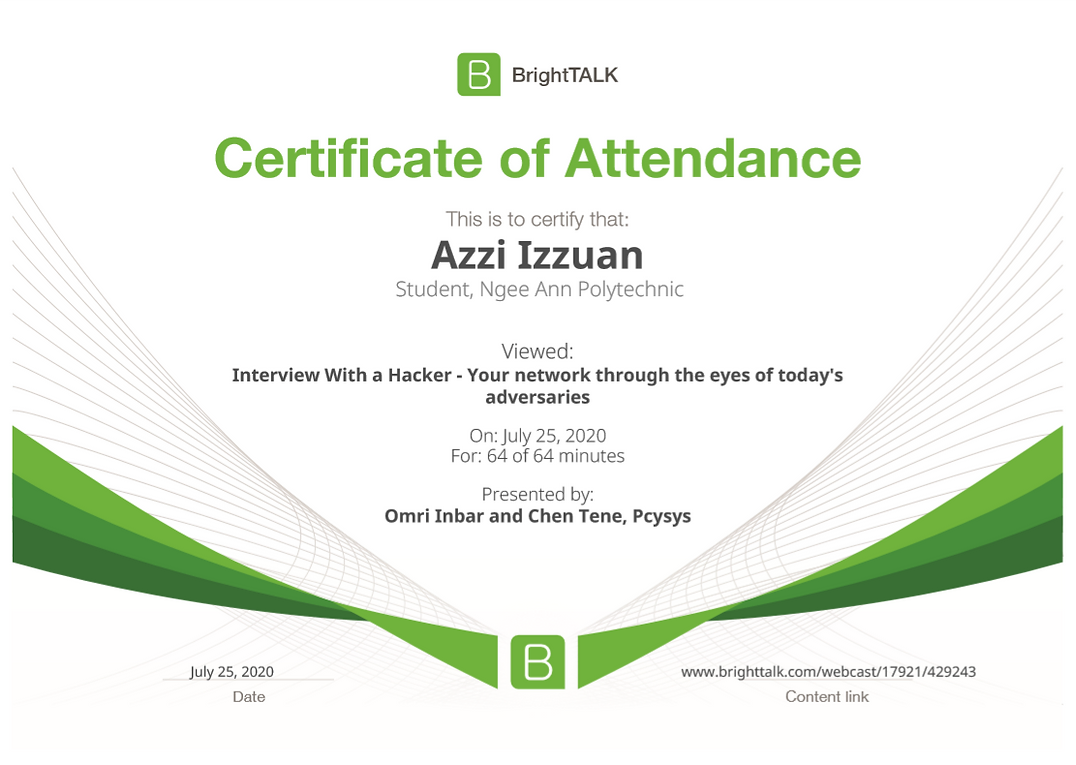 B BrightTALK
Certificate of Attendance
This is to certify that:
Azzi Izzuan
Student, Ngee Ann Polytechnic
Viewed:
Interview With a Hacker - Your network through the eyes of today's
adversaries
On: July 25, 2020
For: 64 of 64 minutes
Presented by:
Omri Inbar and Chen Tene, Pcysys
B
July 25, 2020
Date
www.brighttalk.com/webcast/17921/429243
Content link